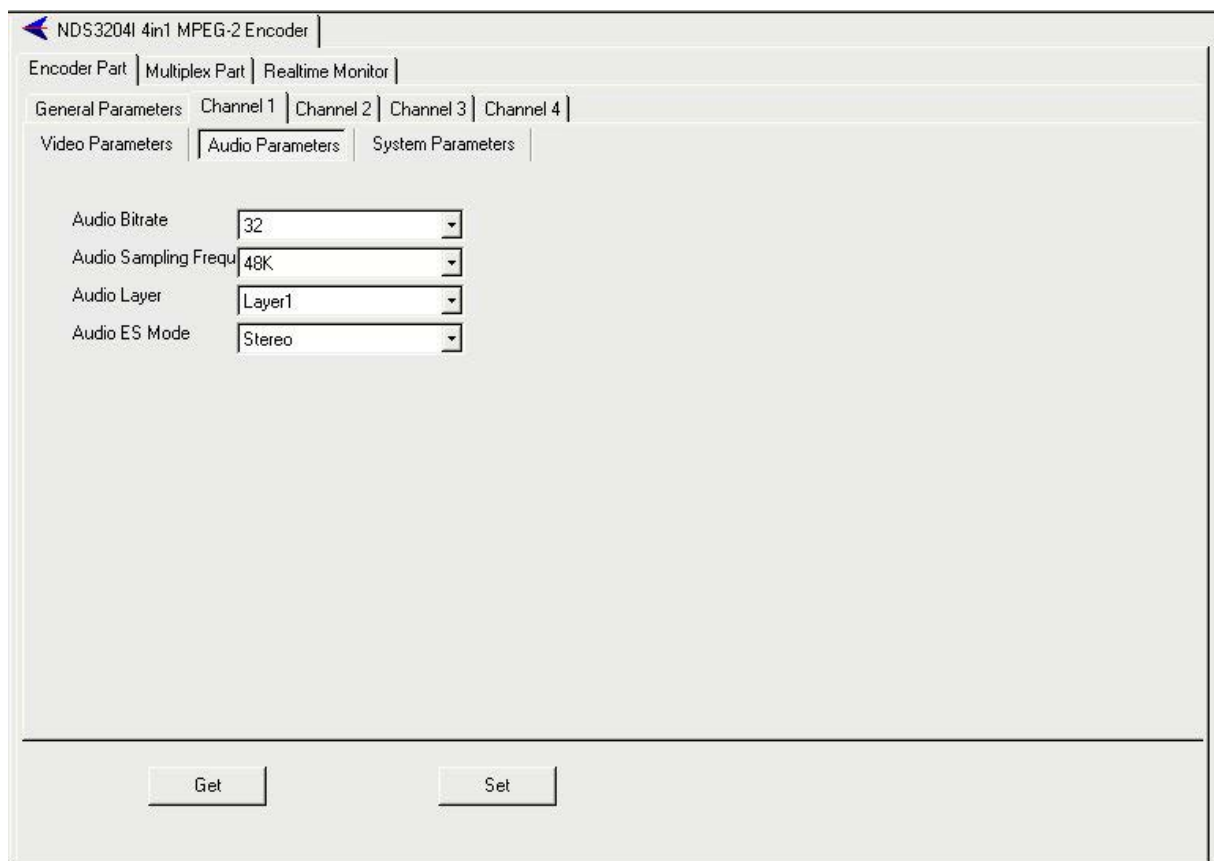 NDS3204I 4in1 MPEG-2 Encoder
Encoder Part Multiplex Part Realtime Monitor
General Parameters Channel 1 Channel 2 Channel 3 Channel 4
Video Parameters Audio Parameters System Parameters
Audio Bitrate 32
Audio Sampling Frequ 48K
Audio Layer Layer1
Audio ES Mode Stereo
Get Set